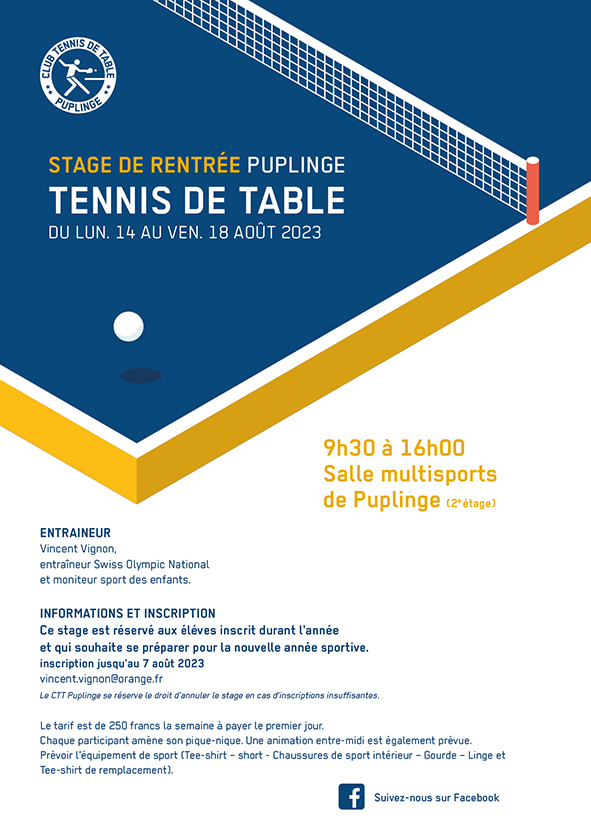 CLUB TENNIS DE TABLE
PUPLINGE
STAGE DE RENTRÉE PUPLINGE
TENNIS DE TABLE
DU LUN. 14 AU VEN. 18 AOÛT 2023
9h30 à 16h00
Salle multisports
de Puplinge (2e étage)
ENTRAINEUR
Vincent Vignon,
entraîneur Swiss Olympic National
et moniteur sport des enfants.
INFORMATIONS ET INSCRIPTION
Ce stage est réservé aux éléves inscrit durant l'année
et qui souhaite se préparer pour la nouvelle année sportive.
inscription jusqu'au 7 août 2023
vincent.vignon@orange.fr
Le CTT Puplinge se réserve le droit d'annuler le stage en cas d'inscriptions insuffisantes.
Le tarif est de 250 francs la semaine à payer le premier jour.
Chaque participant amène son pique-nique. Une animation entre-midi est également prévue.
Prévoir l'équipement de sport (Tee-shirt – short - Chaussures de sport intérieur – Gourde – Linge et
Tee-shirt de remplacement).
Suivez-nous sur Facebook